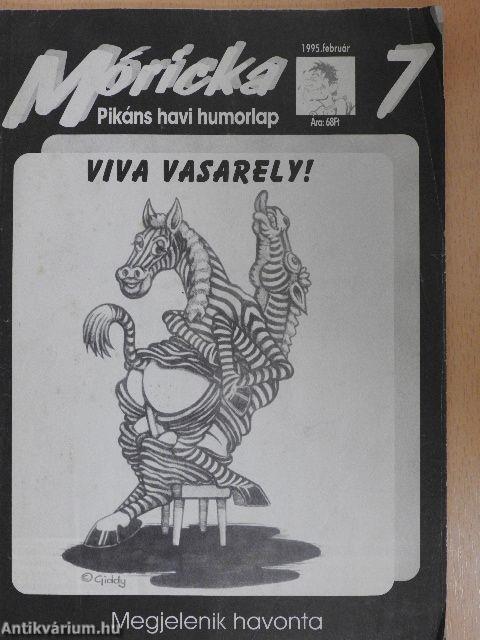 1995.február
Móricka
7
Pikáns havi humorlap
Ára: 68Ft
VIVA VASARELY!
© Giddy
Megjelenik havonta
Antikvárium.hu